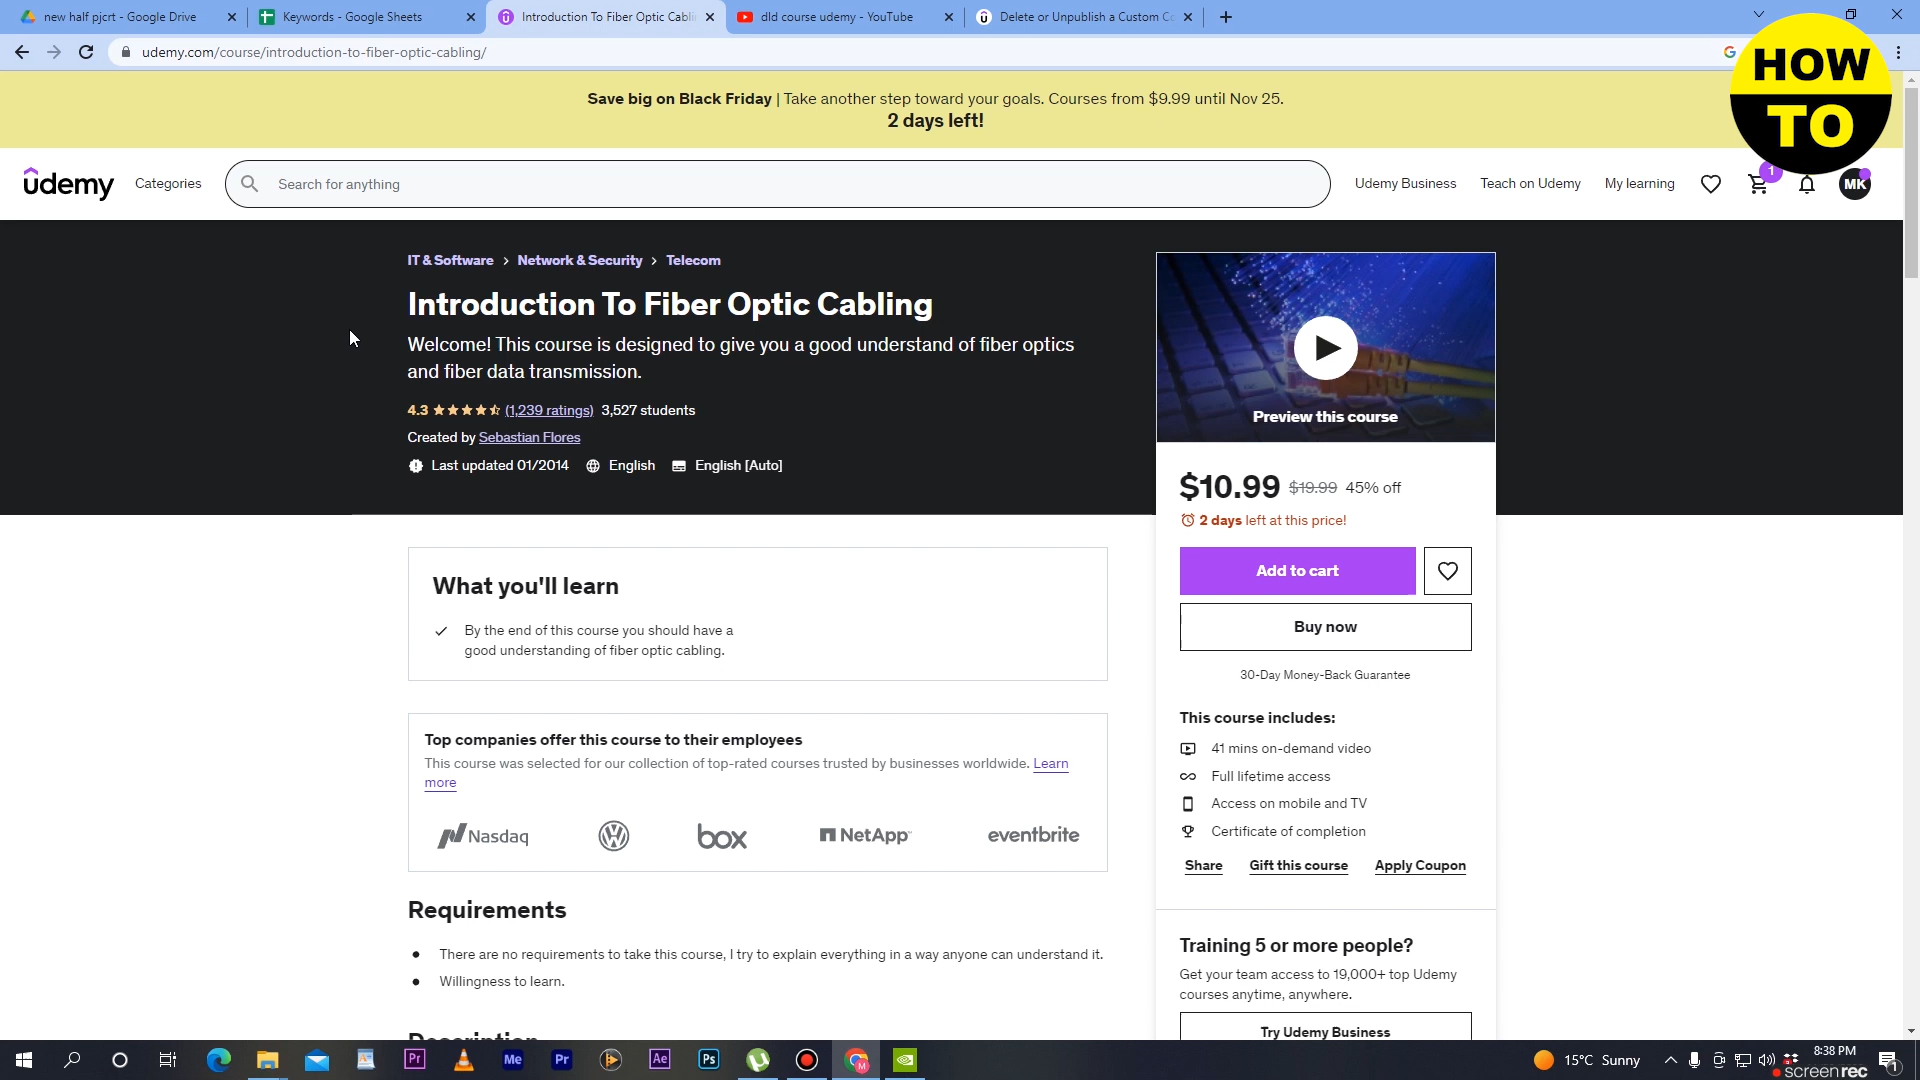 new half pjcrt - Google Drive
Keywords - Google Sheets
Introduction To Fiber Optic Cabli
dld course udemy - YouTube
Delete or Unpublish a Custom Co
udemy.com/course/introduction-to-fiber-optic-cabling/
HOW
TO
Save big on Black Friday | Take another step toward your goals. Courses from $9.99 until Nov 25.
2 days left!
udemy
Categories
Search for anything
Udemy Business
Teach on Udemy
My learning
1
MK
IT & Software > Network & Security > Telecom
Introduction To Fiber Optic Cabling
Welcome! This course is designed to give you a good understand of fiber optics
and fiber data transmission.
4.3 (1,239 ratings) 3,527 students
Created by Sebastian Flores
Last updated 01/2014 English English [Auto]
Preview this course
$10.99 $19.99 45% off
2 days left at this price!
Add to cart
Buy now
30-Day Money-Back Guarantee
This course includes:
41 mins on-demand video
Full lifetime access
Access on mobile and TV
Certificate of completion
Share Gift this course Apply Coupon
Training 5 or more people?
Get your team access to 19,000+ top Udemy
courses anytime, anywhere.
Try Udemy Business
What you'll learn
By the end of this course you should have a
good understanding of fiber optic cabling.
Top companies offer this course to their employees
This course was selected for our collection of top-rated courses trusted by businesses worldwide. Learn
more
Nasdaq
box
NetApp
eventbrite
Requirements
There are no requirements to take this course, I try to explain everything in a way anyone can understand it.
Willingness to learn.
Description
Pr
Me
Pr
Ae
Ps
M
15°C Sunny
8:38 PM
screenrec
1